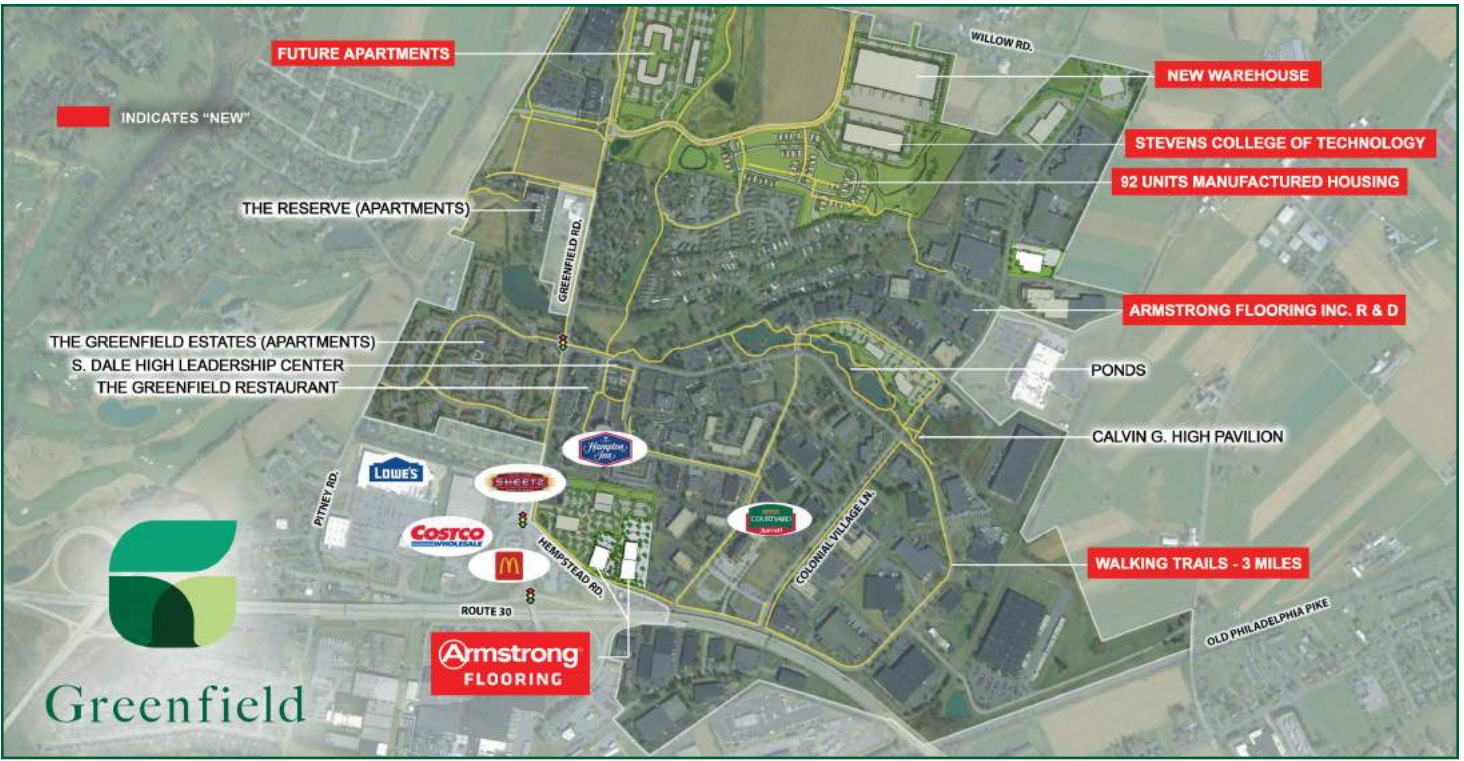 FUTURE APARTMENTS
WILLOW RD.
NEW WAREHOUSE
INDICATES "NEW"
STEVENS COLLEGE OF TECHNOLOGY
92 UNITS MANUFACTURED HOUSING
THE RESERVE (APARTMENTS)
GREENFIELD RD.
ARMSTRONG FLOORING INC. R & D
THE GREENFIELD ESTATES (APARTMENTS)
S. DALE HIGH LEADERSHIP CENTER
THE GREENFIELD RESTAURANT
PONDS
CALVIN G. HIGH PAVILION
Hampton
Inn
LOWE'S
SHEETZ
PITNEY RD.
COSTCO
WHOLESALE
COURTYARD
Marriott
COLONIAL VILLAGE LN.
HEMPSTEAD RD.
WALKING TRAILS - 3 MILES
ROUTE 30
OLD PHILADELPHIA PIKE
Armstrong
FLOORING
Greenfield